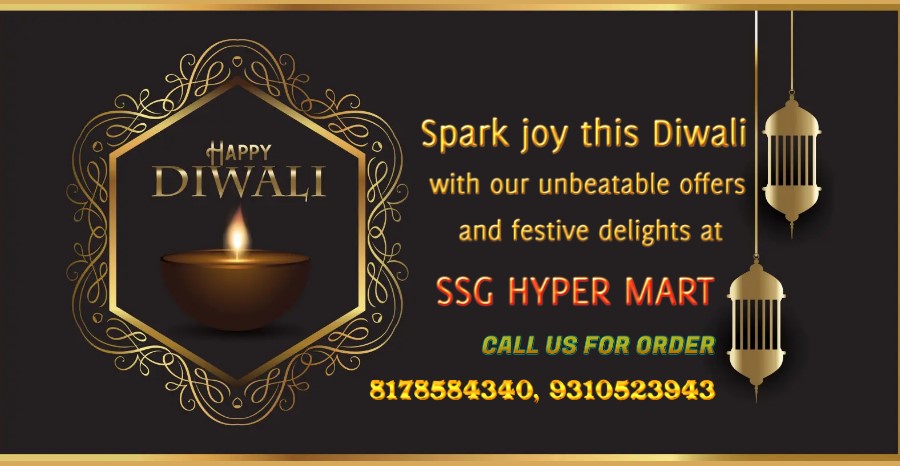 HAPPY
DIWALI
Spark joy this Diwali
with our unbeatable offers
and festive delights at
SSG HYPER MART
CALL US FOR ORDER
8178584340, 9310523943